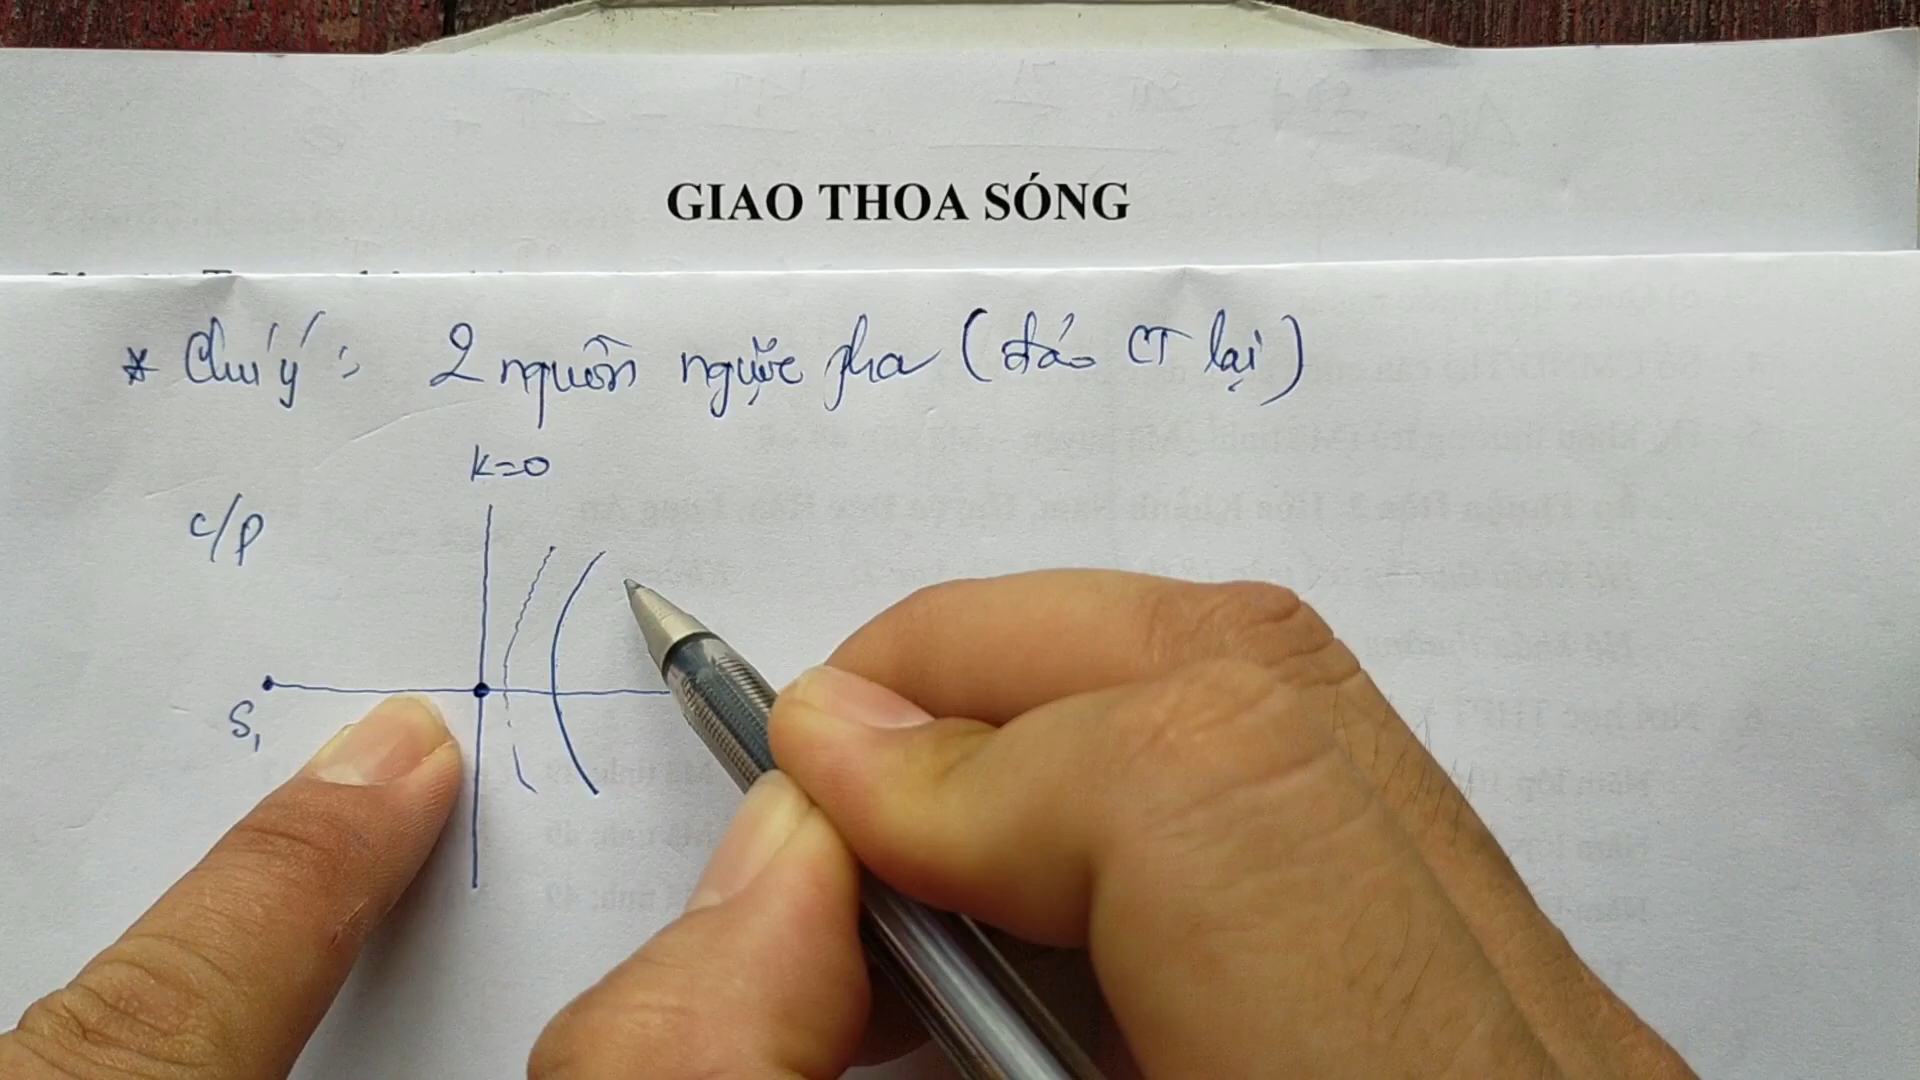 GIAO THOA SÓNG
* Chú ý: 2 nguồn ngược pha (đảo CT lại)
K=0
C/P
S₁